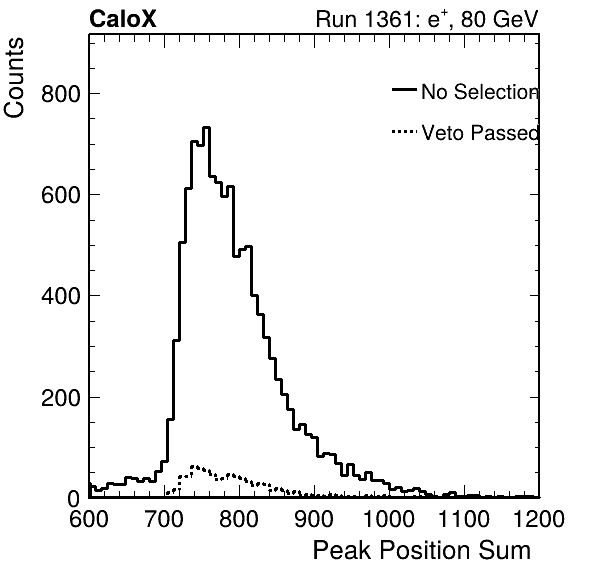 CaloX Run 1361: e⁺, 80 GeV
Counts
800
600
400
200
0
No Selection
Veto Passed
600 700 800 900 1000 1100 1200
Peak Position Sum